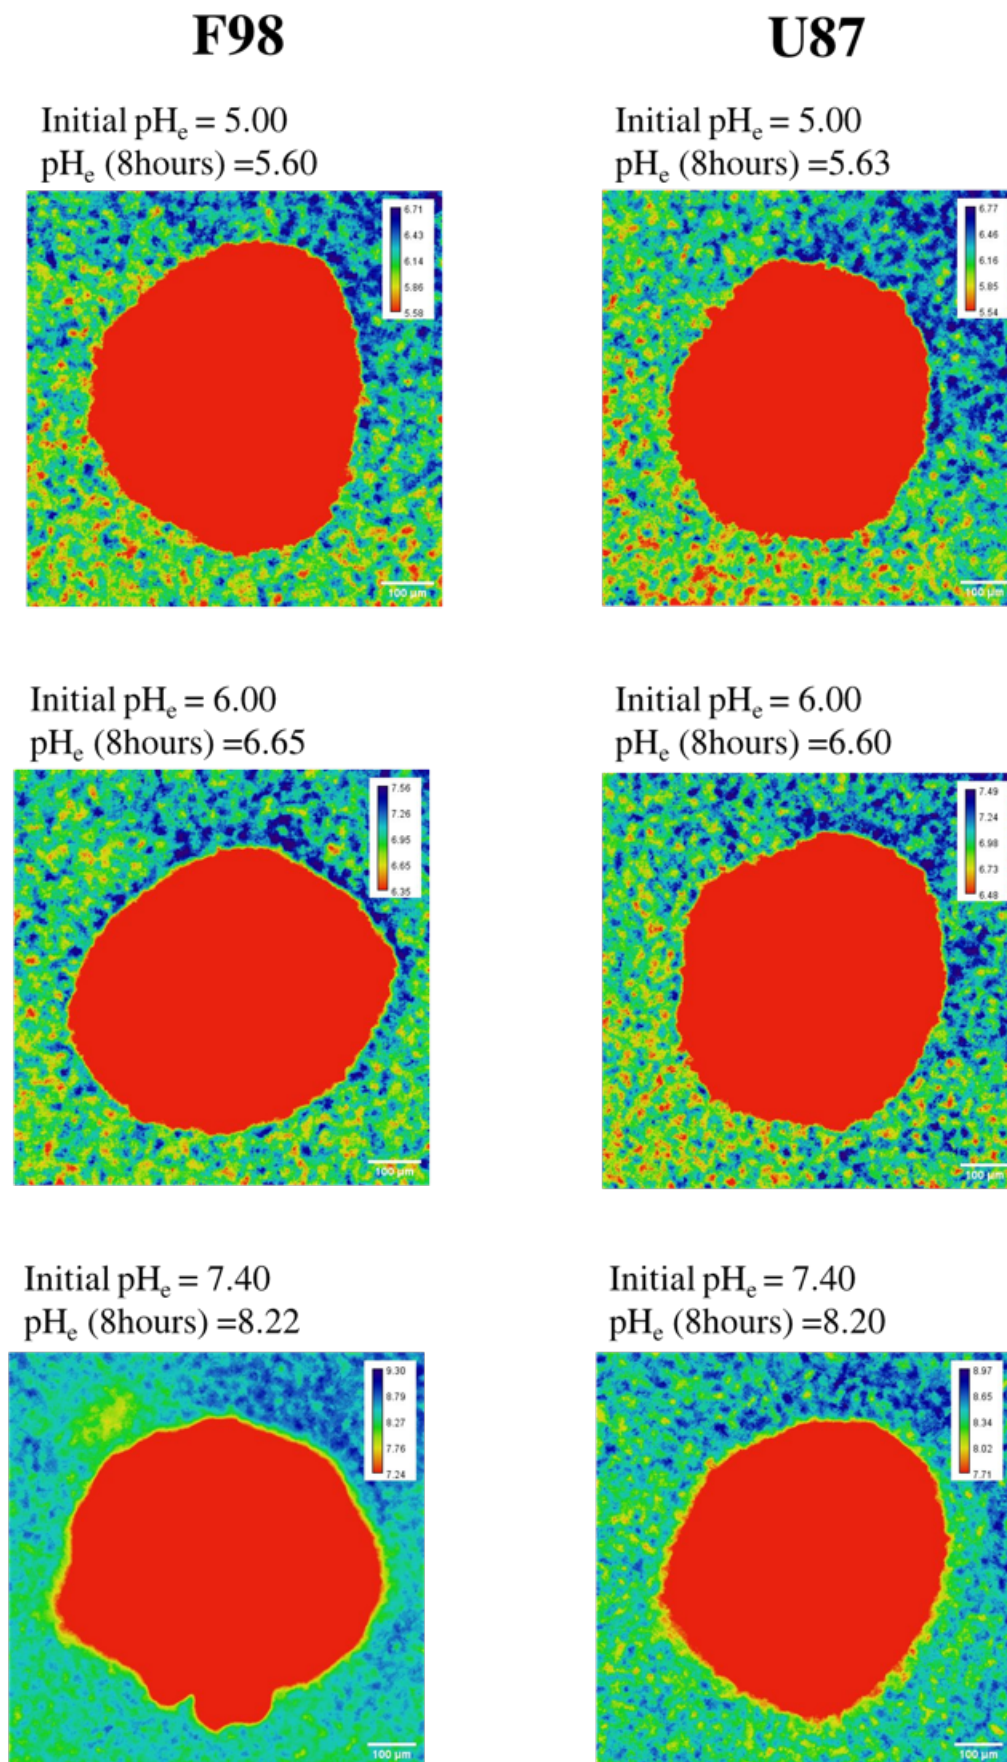 F98
U87
Initial pHₑ = 5.00
pHₑ (8hours) =5.60
Initial pHₑ = 5.00
pHₑ (8hours) =5.63
6.71
6.43
6.14
5.86
5.58
100 µm
6.77
6.46
6.16
5.85
5.54
100 µm
Initial pHₑ = 6.00
pHₑ (8hours) =6.65
Initial pHₑ = 6.00
pHₑ (8hours) =6.60
7.56
7.26
6.95
6.65
6.35
100 µm
7.49
7.24
6.98
6.73
6.48
100 µm
Initial pHₑ = 7.40
pHₑ (8hours) =8.22
Initial pHₑ = 7.40
pHₑ (8hours) =8.20
9.30
8.79
8.27
7.76
7.24
100 µm
8.97
8.65
8.34
8.02
7.71
100 µm